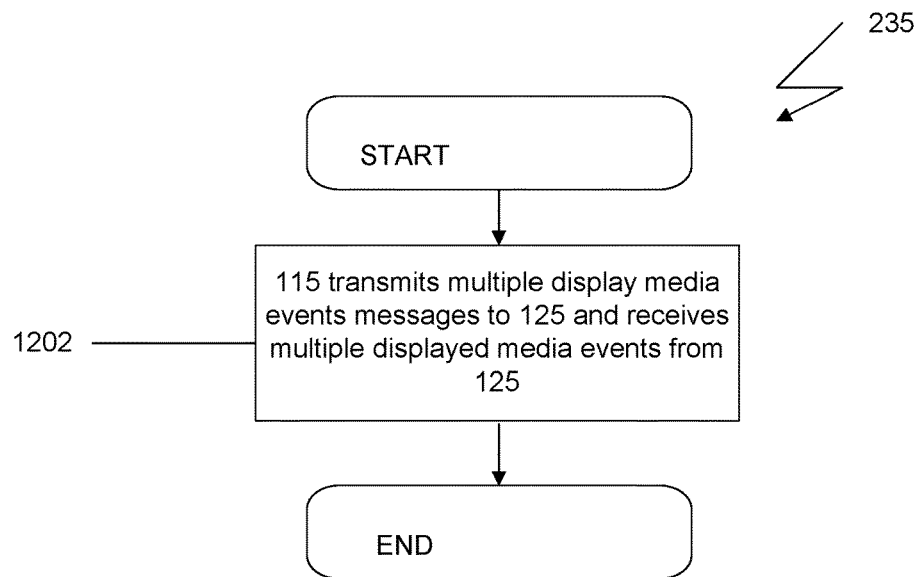 235
START
115 transmits multiple display media
events messages to 125 and receives
multiple displayed media events from
125
1202
END